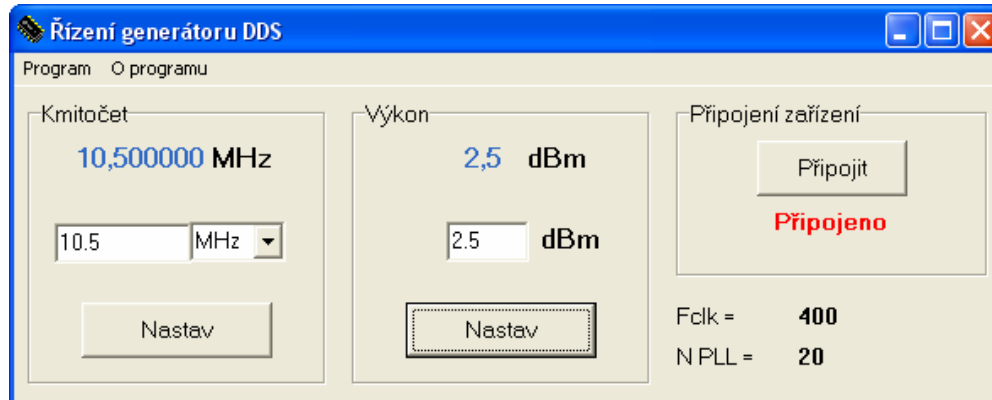 Řízení generátoru DDS
Program O programu
Kmitočet
10,500000 MHz
10.5 MHz
Nastav
Výkon
2,5 dBm
2.5 dBm
Nastav
Připojení zařízení
Připojit
Připojeno
Fclk = 400
N PLL = 20